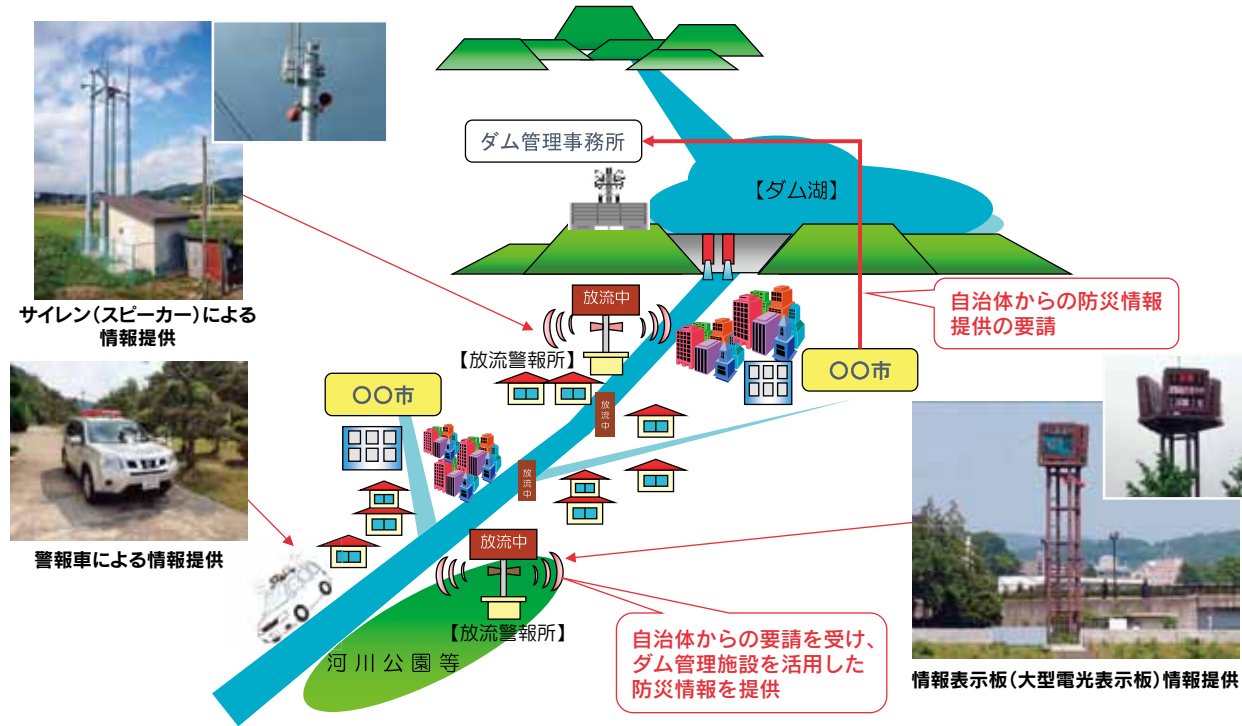 ダム管理事務所
【ダム湖】
サイレン(スピーカー)による
情報提供
放流中
【放流警報所】
自治体からの防災情報
提供の要請
〇〇市
〇〇市
放流中
放流中
警報車による情報提供
放流中
【放流警報所】
河川公園等
自治体からの要請を受け、
ダム管理施設を活用した
防災情報を提供
情報表示板(大型電光表示板)情報提供